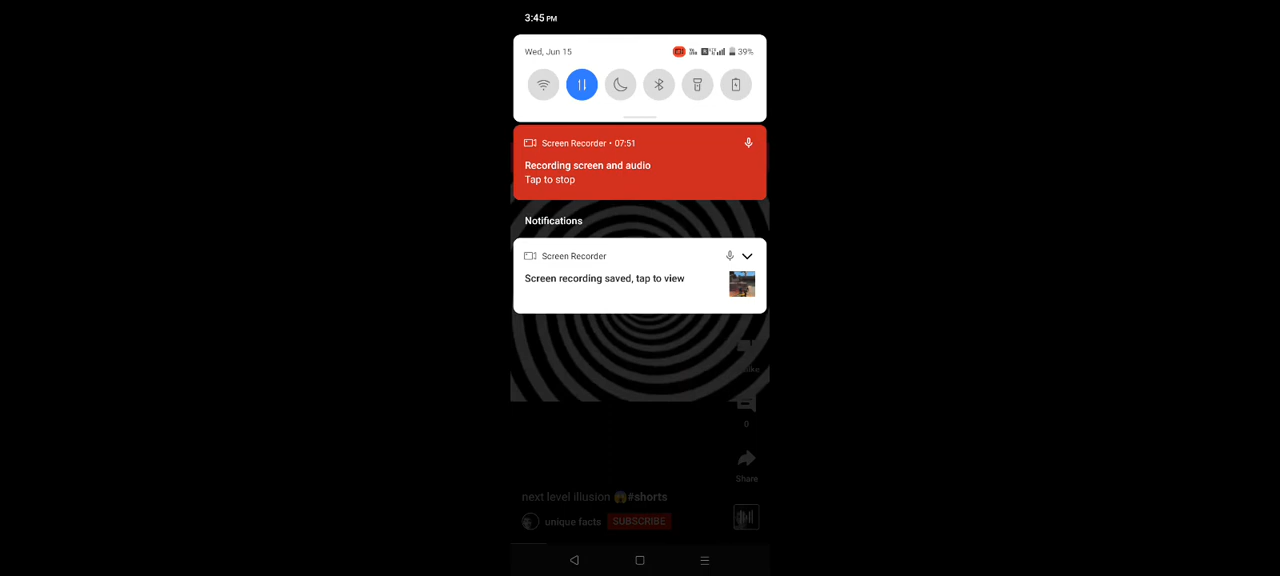 3:45 PM
Wed, Jun 15
39%
Screen Recorder • 07:51
Recording screen and audio
Tap to stop
Notifications
Screen Recorder
Screen recording saved, tap to view
0
Share
next level illusion 😱#shorts
unique facts SUBSCRIBE